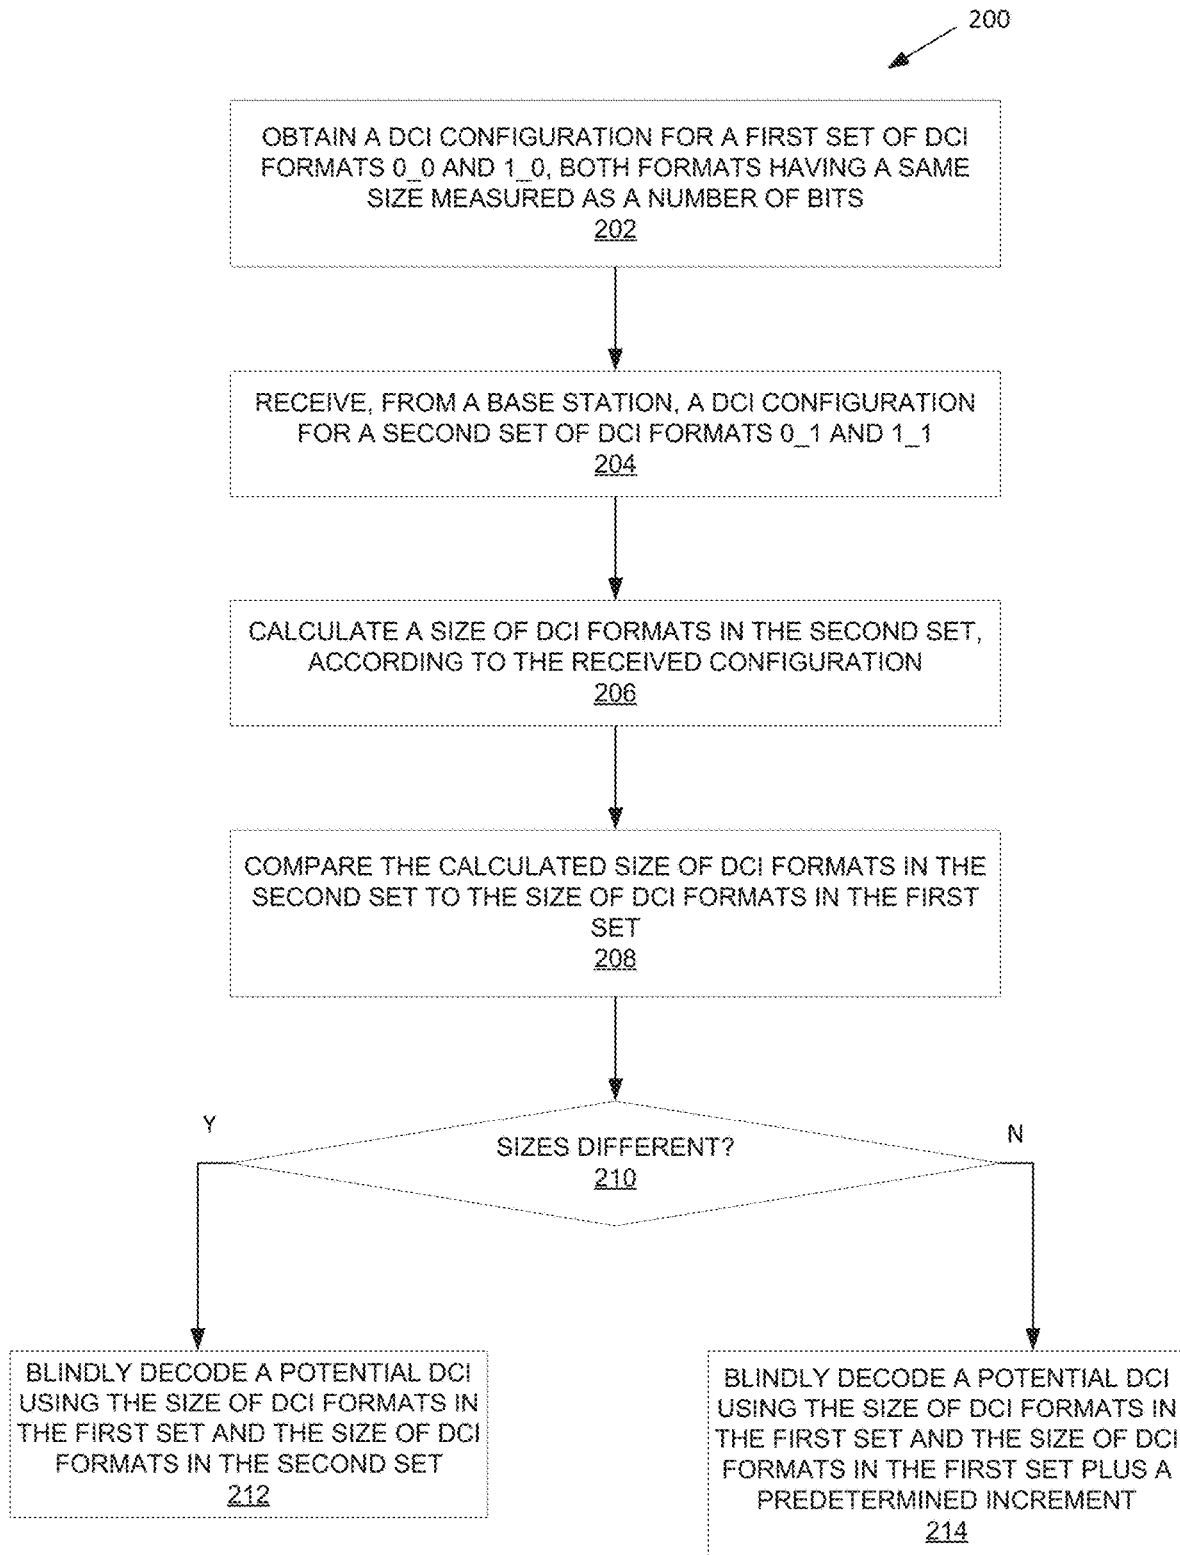 200
OBTAIN A DCI CONFIGURATION FOR A FIRST SET OF DCI
FORMATS 0_0 AND 1_0, BOTH FORMATS HAVING A SAME
SIZE MEASURED AS A NUMBER OF BITS
202
RECEIVE, FROM A BASE STATION, A DCI CONFIGURATION
FOR A SECOND SET OF DCI FORMATS 0_1 AND 1_1
204
CALCULATE A SIZE OF DCI FORMATS IN THE SECOND SET,
ACCORDING TO THE RECEIVED CONFIGURATION
206
COMPARE THE CALCULATED SIZE OF DCI FORMATS IN THE
SECOND SET TO THE SIZE OF DCI FORMATS IN THE FIRST
SET
208
Y
SIZES DIFFERENT?
210
N
BLINDLY DECODE A POTENTIAL DCI
USING THE SIZE OF DCI FORMATS IN
THE FIRST SET AND THE SIZE OF DCI
FORMATS IN THE SECOND SET
212
BLINDLY DECODE A POTENTIAL DCI
USING THE SIZE OF DCI FORMATS IN
THE FIRST SET AND THE SIZE OF DCI
FORMATS IN THE FIRST SET PLUS A
PREDETERMINED INCREMENT
214